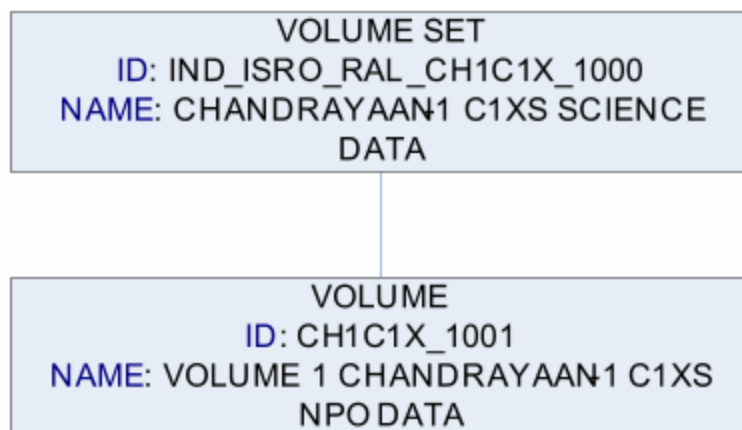 VOLUME SET
ID: IND_ISRO_RAL_CH1C1X_1000
NAME: CHANDRAYAAN-1 C1XS SCIENCE
DATA
VOLUME
ID: CH1C1X_1001
NAME: VOLUME 1 CHANDRAYAAN-1 C1XS
NPO DATA